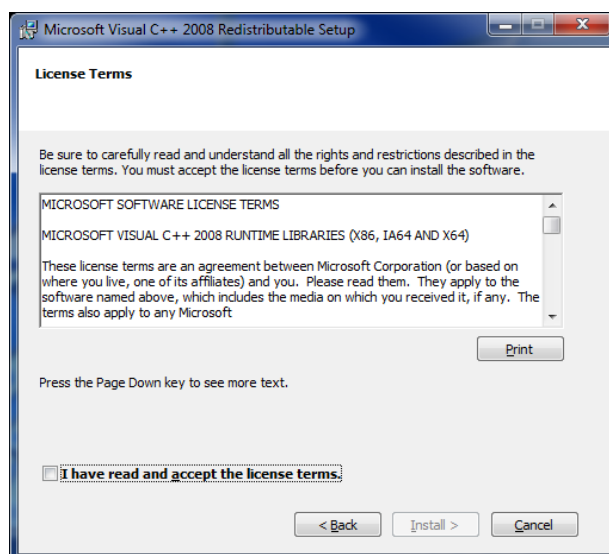 Microsoft Visual C++ 2008 Redistributable Setup
License Terms
Be sure to carefully read and understand all the rights and restrictions described in the
license terms. You must accept the license terms before you can install the software.
MICROSOFT SOFTWARE LICENSE TERMS
MICROSOFT VISUAL C++ 2008 RUNTIME LIBRARIES (X86, IA64 AND X64)
These license terms are an agreement between Microsoft Corporation (or based on
where you live, one of its affiliates) and you. Please read them. They apply to the
software named above, which includes the media on which you received it, if any. The
terms also apply to any Microsoft
Print
Press the Page Down key to see more text.
I have read and accept the license terms.
< Back Install > Cancel